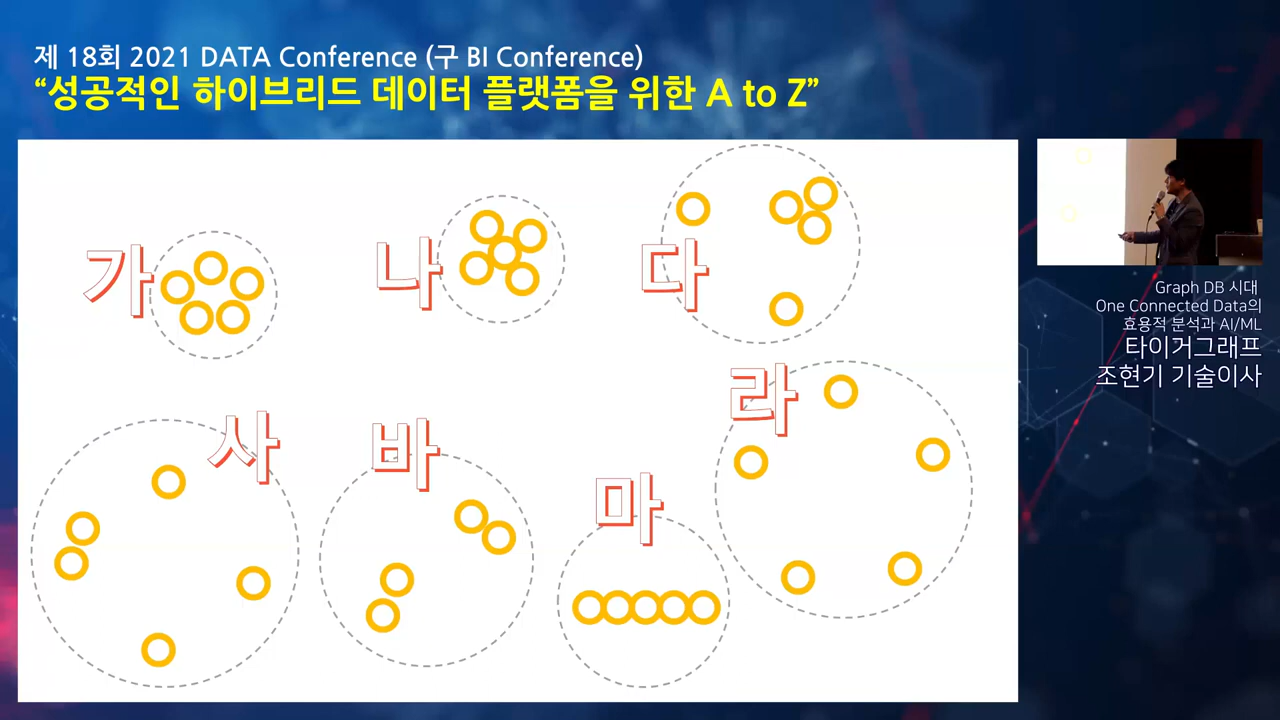 제 18회 2021 DATA Conference (구 BI Conference)
“성공적인 하이브리드 데이터 플랫폼을 위한 A to Z”
가
나
다
라
사
바
마
Graph DB 시대
One Connected Data의
효용적 분석과 AI/ML
타이거그래프
조현기 기술이사